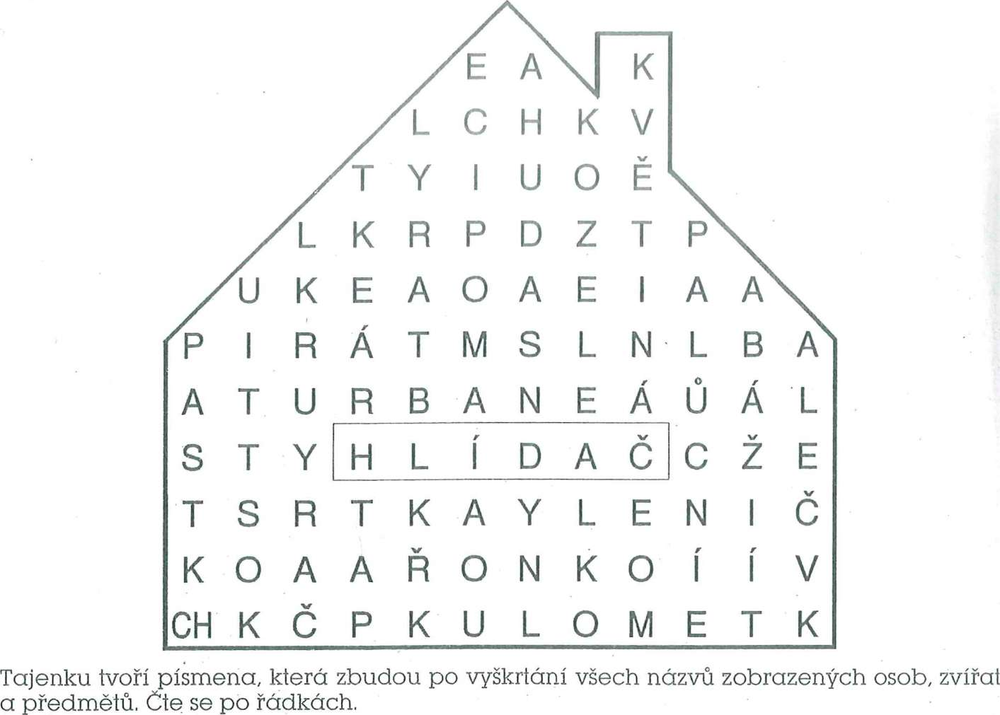 E A K
L C H K V
T Y I U O Ě
L K R P D Z T P
U K E A O A E I A A
P I R Á T M S L N L B A
A T U R B A N E Á Ů Á L
S T Y H L Í D A Č C Ž E
T S R T K A Y L E N I Č
K O A A Ř O N K O Í Í V
CH K Č P K U L O M E T K
Tajenku tvoří písmena, která zbudou po vyškrtání všech názvů zobrazených osob, zvířat
a předmětů. Čte se po řádkách.